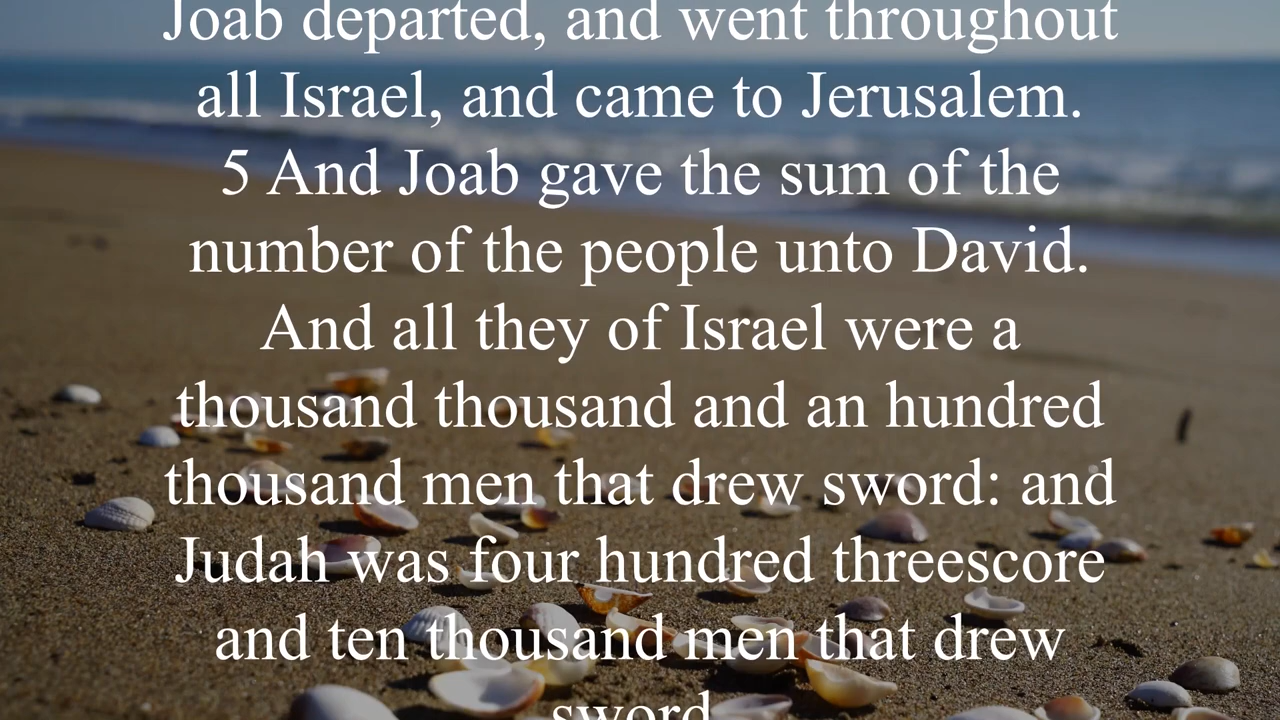 Joab departed, and went throughout
all Israel, and came to Jerusalem.
5 And Joab gave the sum of the
number of the people unto David.
And all they of Israel were a
thousand thousand and an hundred
thousand men that drew sword: and
Judah was four hundred threescore
and ten thousand men that drew
sword.